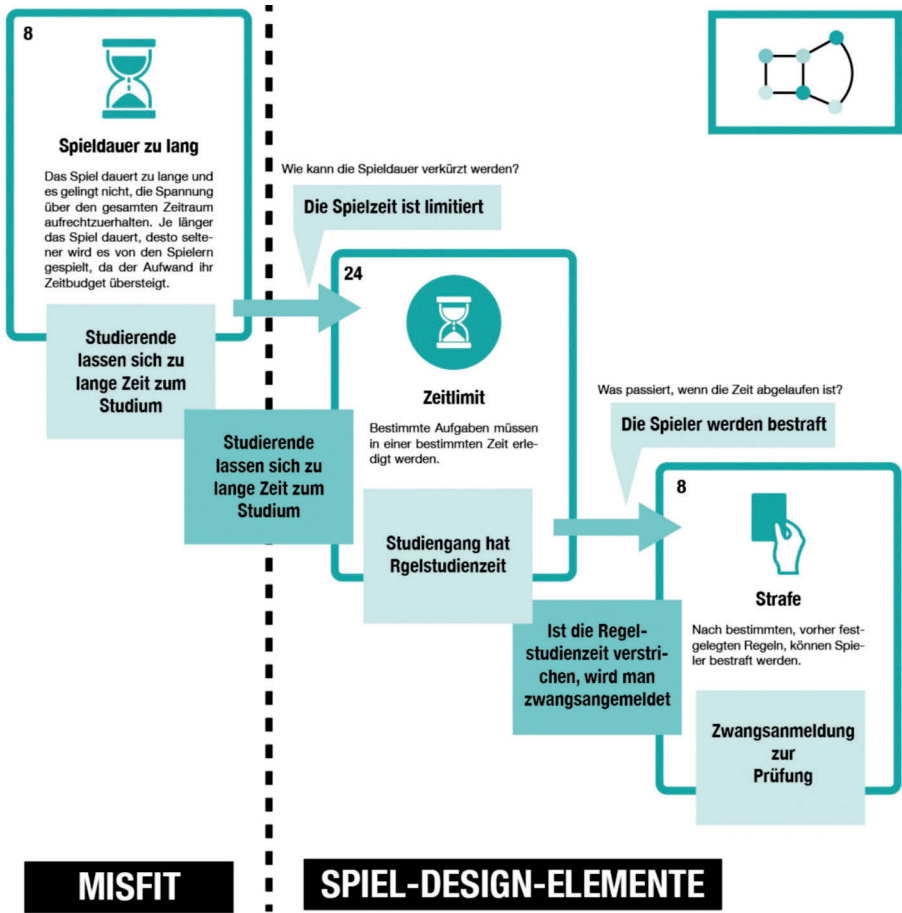 8
Spieldauer zu lang
Das Spiel dauert zu lange und
es gelingt nicht, die Spannung
über den gesamten Zeitraum
aufrechtzuerhalten. Je länger
das Spiel dauert, desto selte-
ner wird es von den Spielern
gespielt, da der Aufwand ihr
Zeitbudget übersteigt.
Studierende
lassen sich zu
lange Zeit zum
Studium
Wie kann die Spieldauer verkürzt werden?
Die Spielzeit ist limitiert
Studierende
lassen sich zu
lange Zeit zum
Studium
24
Zeitlimit
Bestimmte Aufgaben müssen
in einer bestimmten Zeit erle-
digt werden.
Studiengang hat
Rgelstudienzeit
Was passiert, wenn die Zeit abgelaufen ist?
Die Spieler werden bestraft
Ist die Regel-
studienzeit verstri-
chen, wird man
zwangsangemeldet
8
Strafe
Nach bestimmten, vorher fest-
gelegten Regeln, können Spie-
ler bestraft werden.
Zwangsanmeldung
zur
Prüfung
MISFIT
SPIEL-DESIGN-ELEMENTE